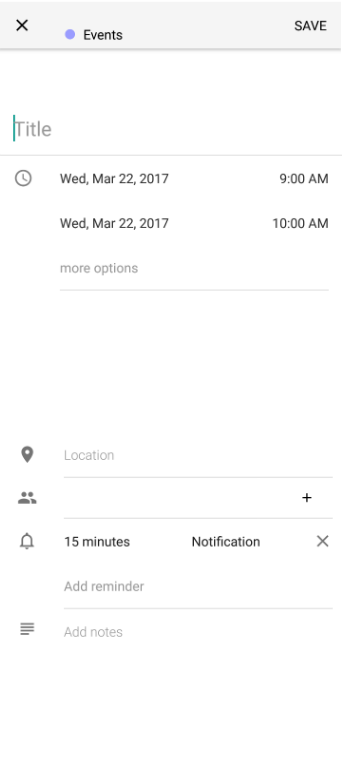 Events SAVE
Title
Wed, Mar 22, 2017 9:00 AM
Wed, Mar 22, 2017 10:00 AM
more options
Location
+
15 minutes Notification
Add reminder
Add notes